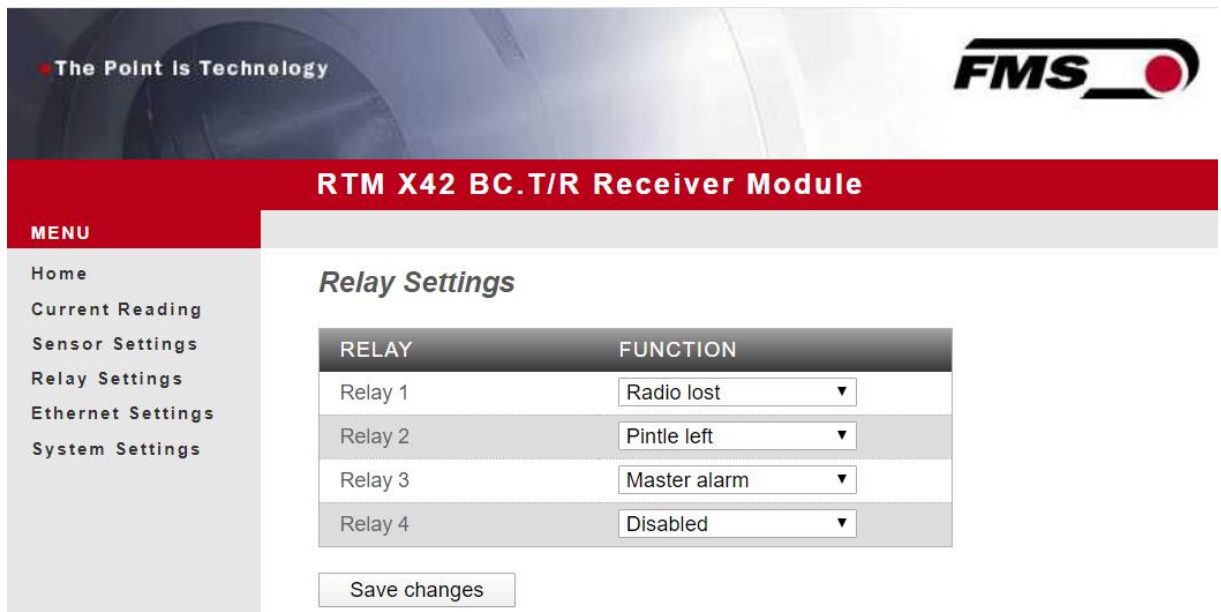 The Point is Technology
FMS
RTM X42 BC.T/R Receiver Module
MENU
Home
Current Reading
Sensor Settings
Relay Settings
Ethernet Settings
System Settings
Relay Settings
RELAY FUNCTION
Relay 1 Radio lost
Relay 2 Pintle left
Relay 3 Master alarm
Relay 4 Disabled
Save changes